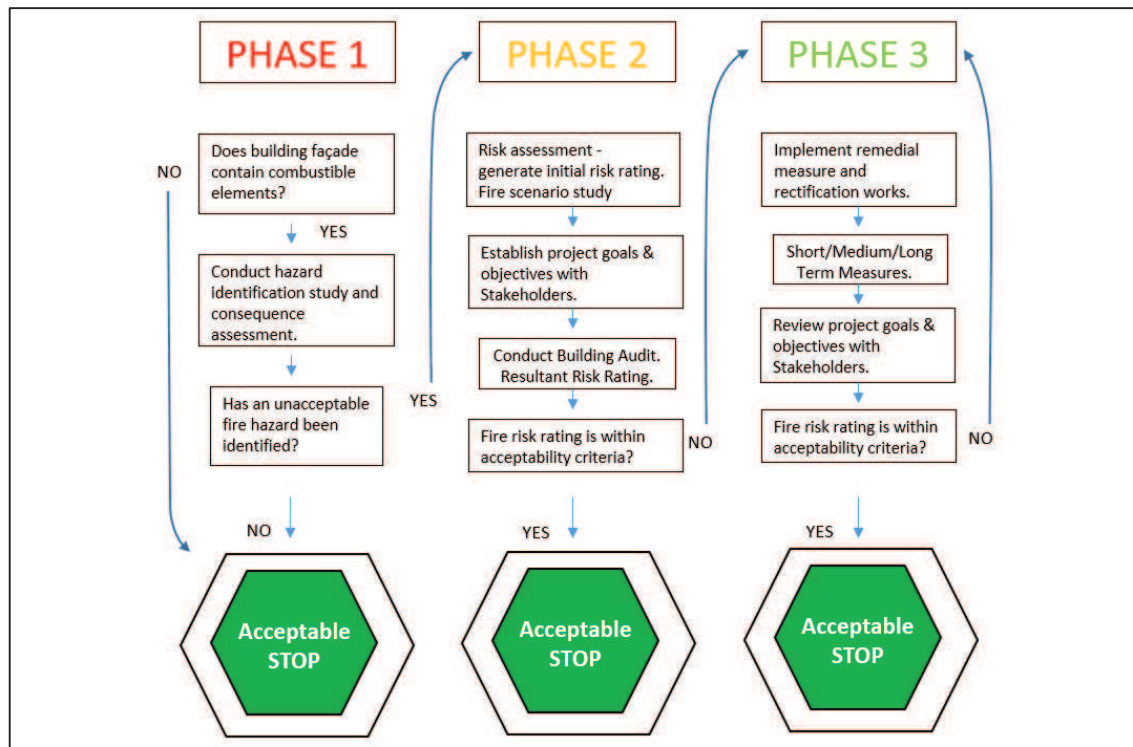 PHASE 1
NO
Does building façade
contain combustible
elements?
YES
Conduct hazard
identification study and
consequence
assessment.
Has an unacceptable
fire hazard been
identified?
YES
NO
Acceptable
STOP
PHASE 2
Risk assessment -
generate initial risk rating.
Fire scenario study
Establish project goals &
objectives with
Stakeholders.
Conduct Building Audit.
Resultant Risk Rating.
Fire risk rating is within
acceptability criteria?
NO
YES
Acceptable
STOP
PHASE 3
Implement remedial
measure and
rectification works.
Short/Medium/Long
Term Measures.
Review project goals &
objectives with
Stakeholders.
Fire risk rating is within
acceptability criteria?
NO
YES
Acceptable
STOP